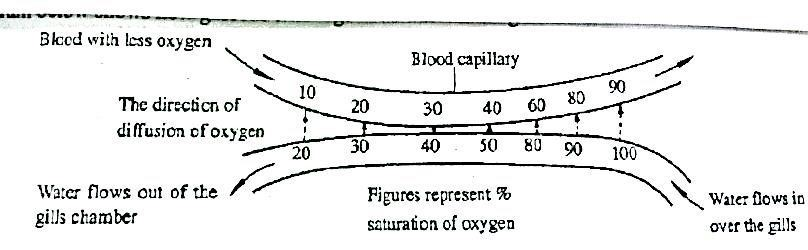 Blood with less oxygen
Blood capillary
10 20 30 40 60 80 90
The direction of
diffusion of oxygen
20 30 40 50 80 90 100
Water flows out of the
gills chamber
Figures represent %
saturation of oxygen
Water flows in
over the gills